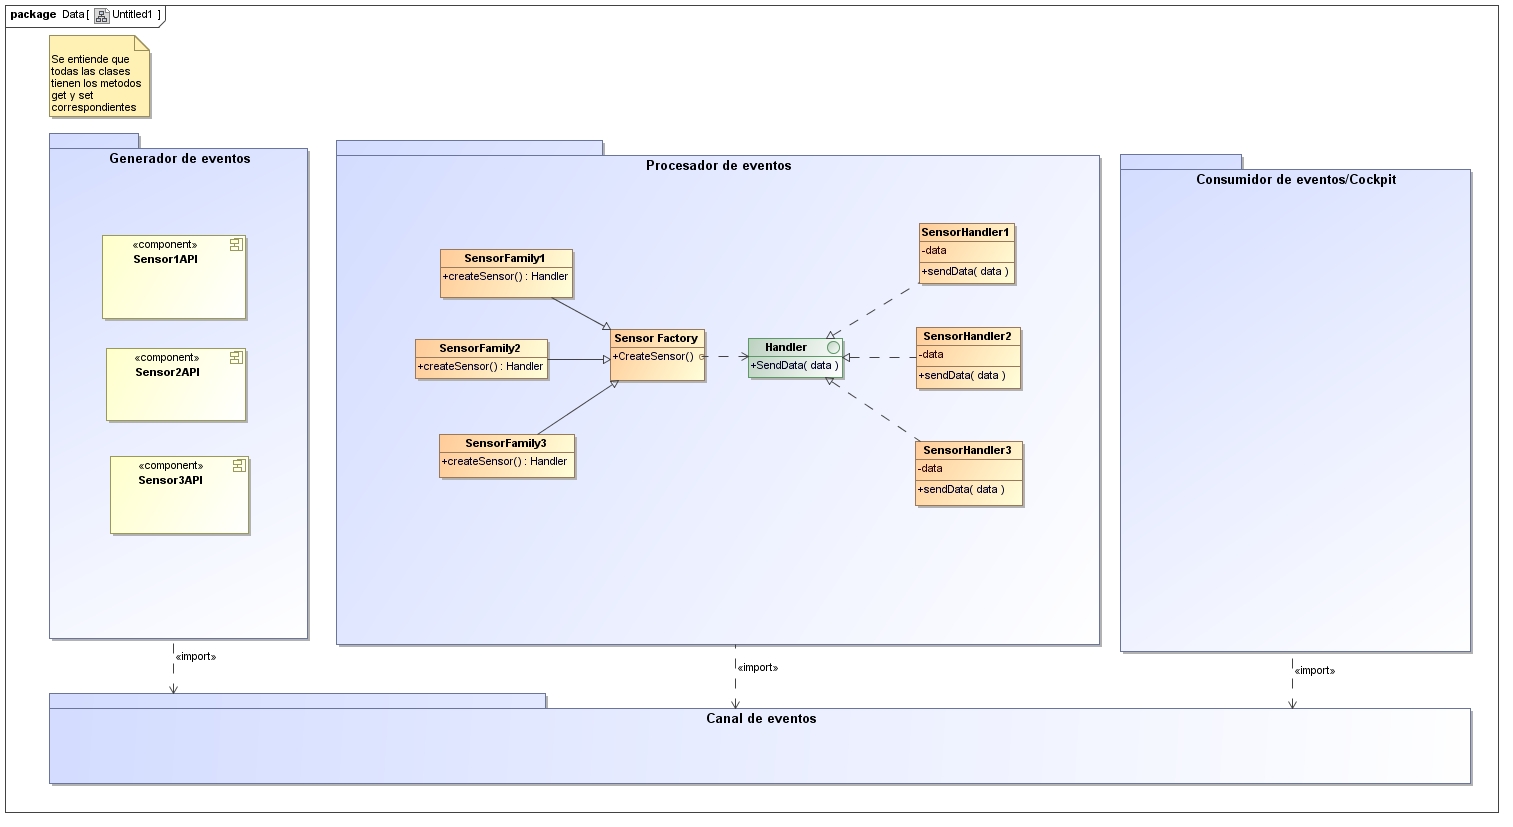 package Data [ Untitled1 ]
Se entiende que
todas las clases
tienen los metodos
get y set
correspondientes
Generador de eventos
«component»
Sensor1API
«component»
Sensor2API
«component»
Sensor3API
Procesador de eventos
SensorFamily1
+createSensor() : Handler
SensorFamily2
+createSensor() : Handler
SensorFamily3
+createSensor() : Handler
Sensor Factory
+CreateSensor()
Handler
+SendData( data )
SensorHandler1
-data
+sendData( data )
SensorHandler2
-data
+sendData( data )
SensorHandler3
-data
+sendData( data )
Consumidor de eventos/Cockpit
«import»
«import»
«import»
Canal de eventos